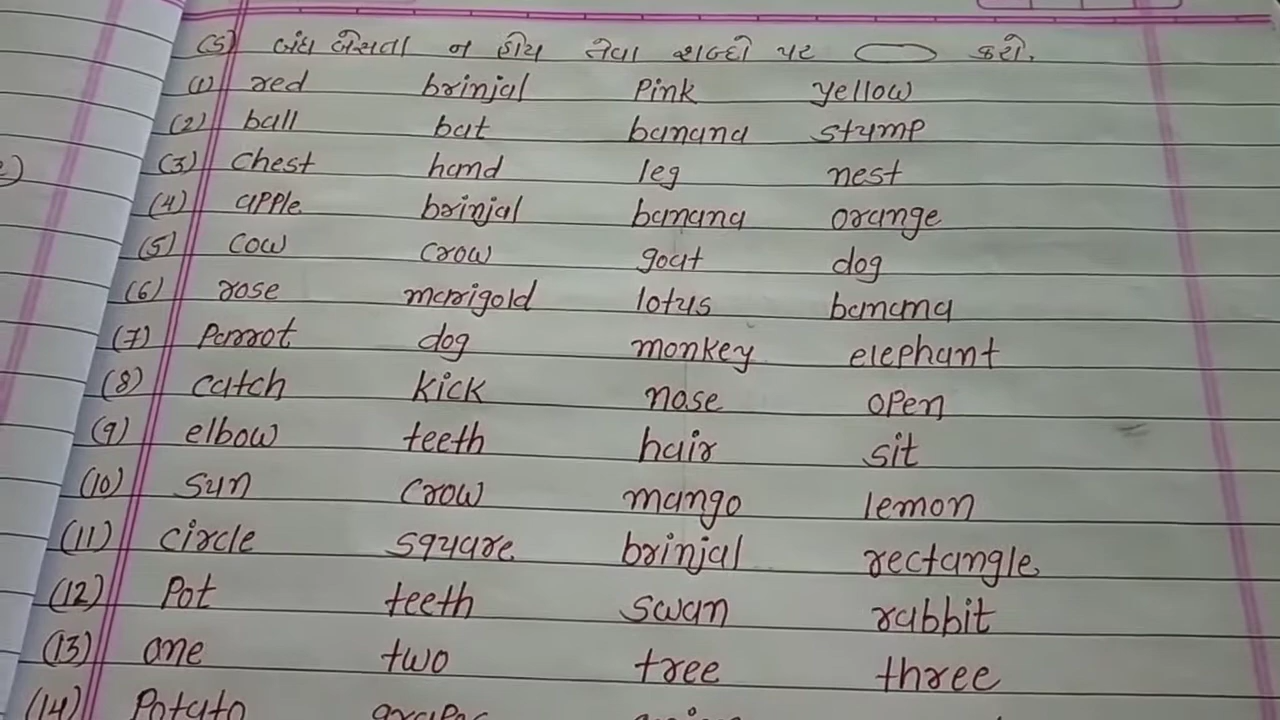 (5) બંધ બેસતા ન હોય તેવા શબ્દો પર કરો.
(1) red brinjal Pink yellow
(2) ball bat banana stump
(3) Chest hand leg nest
(4) apple brinjal banana orange
(5) cow crow goat dog
(6) rose marigold lotus banana
(7) Parrot dog monkey elephant
(8) catch kick nose open
(9) elbow teeth hair sit
(10) sun crow mango lemon
(11) circle square brinjal rectangle
(12) Pot teeth swan rabbit
(13) one two tree three
(14) Potato